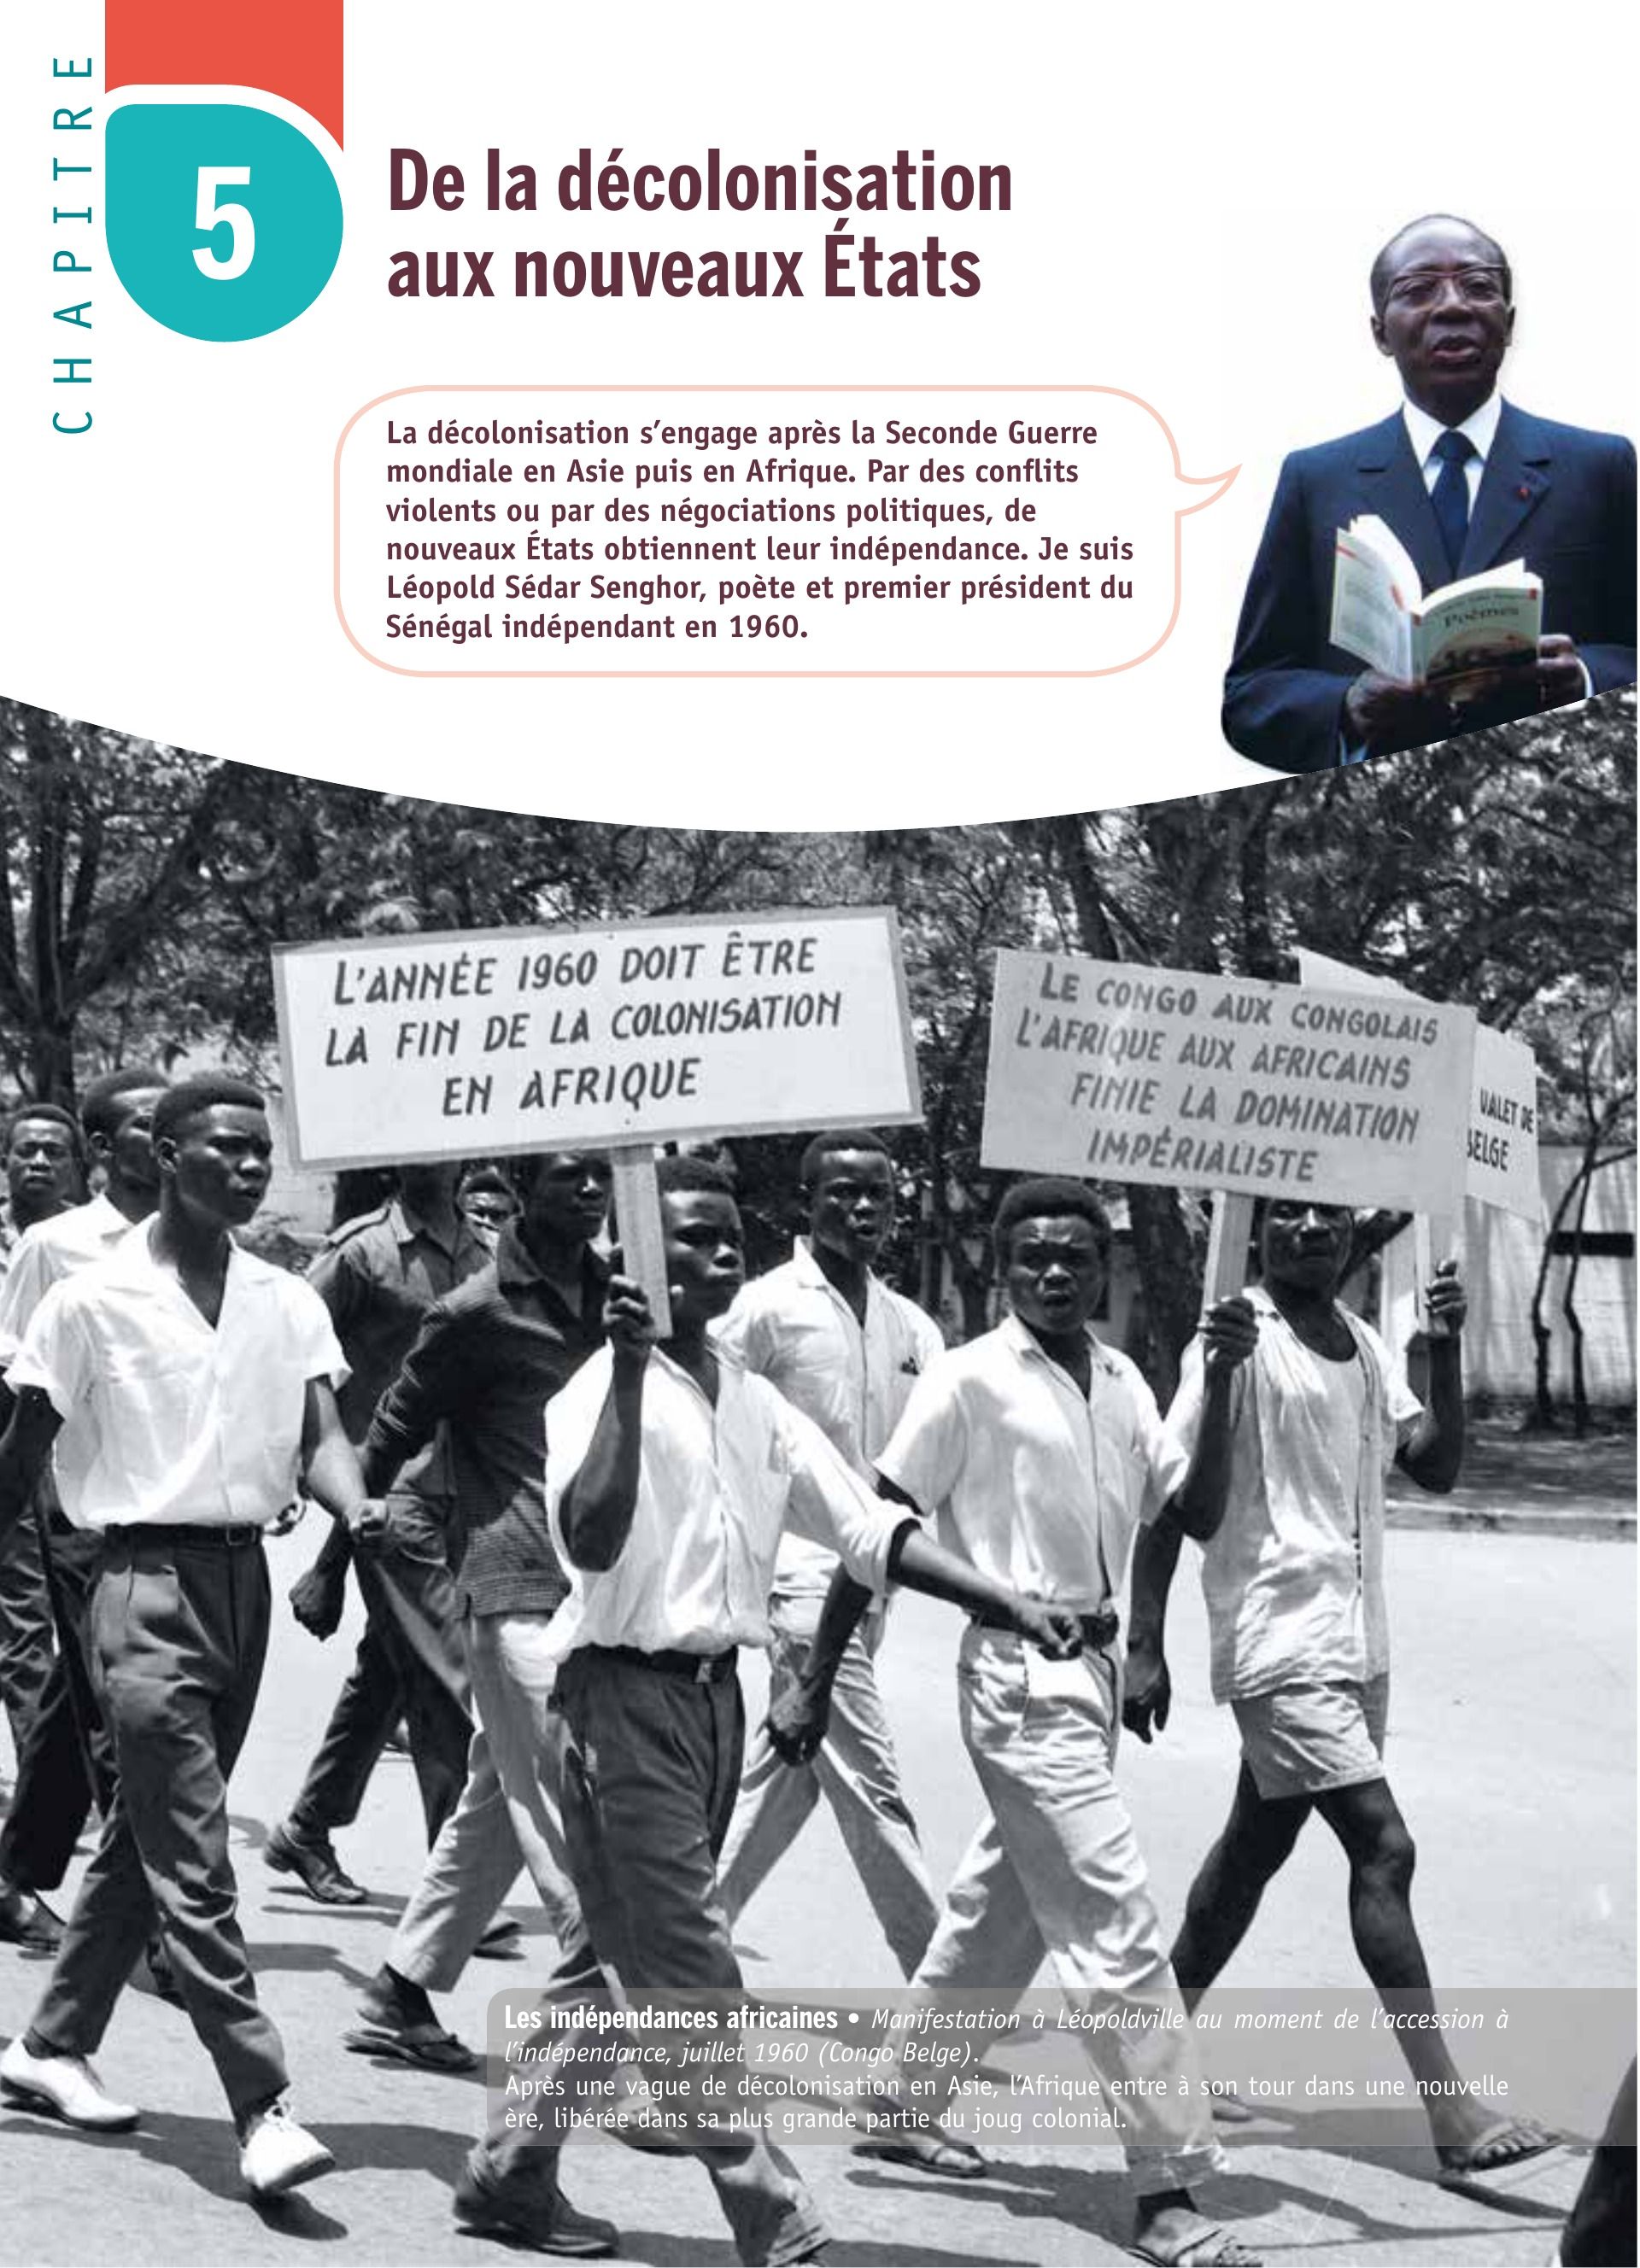 CHAPITRE
5
De la décolonisation
aux nouveaux États
La décolonisation s'engage après la Seconde Guerre
mondiale en Asie puis en Afrique. Par des conflits
violents ou par des négociations politiques, de
nouveaux États obtiennent leur indépendance. Je suis
Léopold Sédar Senghor, poète et premier président du
Sénégal indépendant en 1960.
Poèmes
L'ANNÉE 1960 DOIT ÊTRE
LA FIN DE LA COLONISATION
EN AFRIQUE
LE CONGO AUX CONGOLAIS
L'AFRIQUE AUX AFRICAINS
FINIE LA DOMINATION
IMPÉRIALISTE
VALET DE
BELGE
Les indépendances africaines • Manifestation à Léopoldville au moment de l'accession à
l'indépendance, juillet 1960 (Congo Belge).
Après une vague de décolonisation en Asie, l'Afrique entre à son tour dans une nouvelle
ère, libérée dans sa plus grande partie du joug colonial.